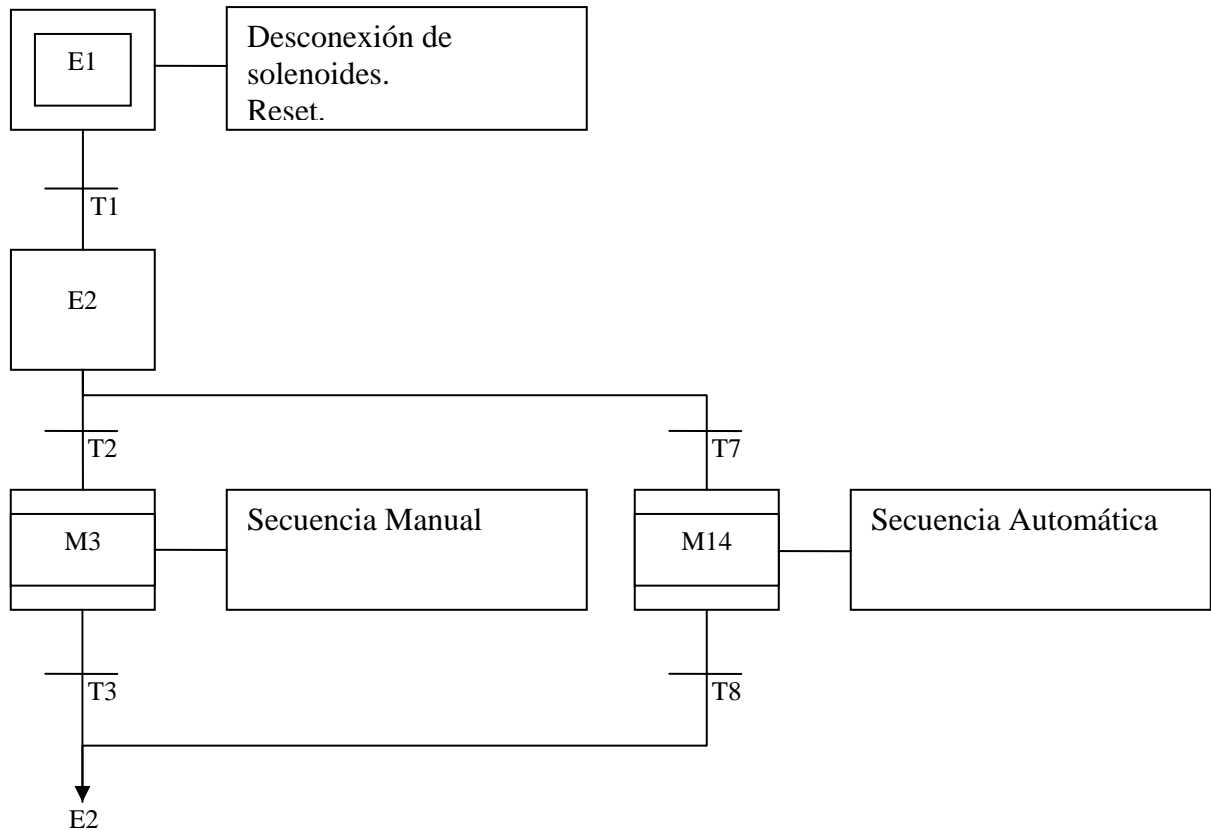 E1
Desconexión de
solenoides.
Reset.
T1
E2
T2
T7
M3
Secuencia Manual
M14
Secuencia Automática
T3
T8
E2